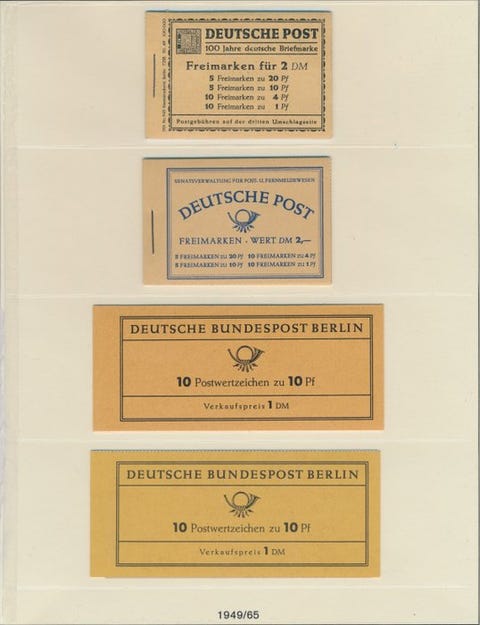 DEUTSCHE POST
100 Jahre deutsche Briefmarke
Freimarken für 2 DM
5 Freimarken zu 20 Pf
5 Freimarken zu 10 Pf
10 Freimarken zu 4 Pf
10 Freimarken zu 1 Pf
Postgebühren auf der dritten Umschlagseite
SENATSVERWALTUNG FÜR POST- U. FERNMELDEWESEN
DEUTSCHE POST
FREIMARKEN · WERT DM 2,—
5 FREIMARKEN ZU 20 Pf 10 FREIMARKEN ZU 4 Pf
5 FREIMARKEN ZU 10 Pf 10 FREIMARKEN ZU 1 Pf
DEUTSCHE BUNDESPOST BERLIN
10 Postwertzeichen zu 10 Pf
Verkaufspreis 1 DM
DEUTSCHE BUNDESPOST BERLIN
10 Postwertzeichen zu 10 Pf
Verkaufspreis 1 DM
1949/65